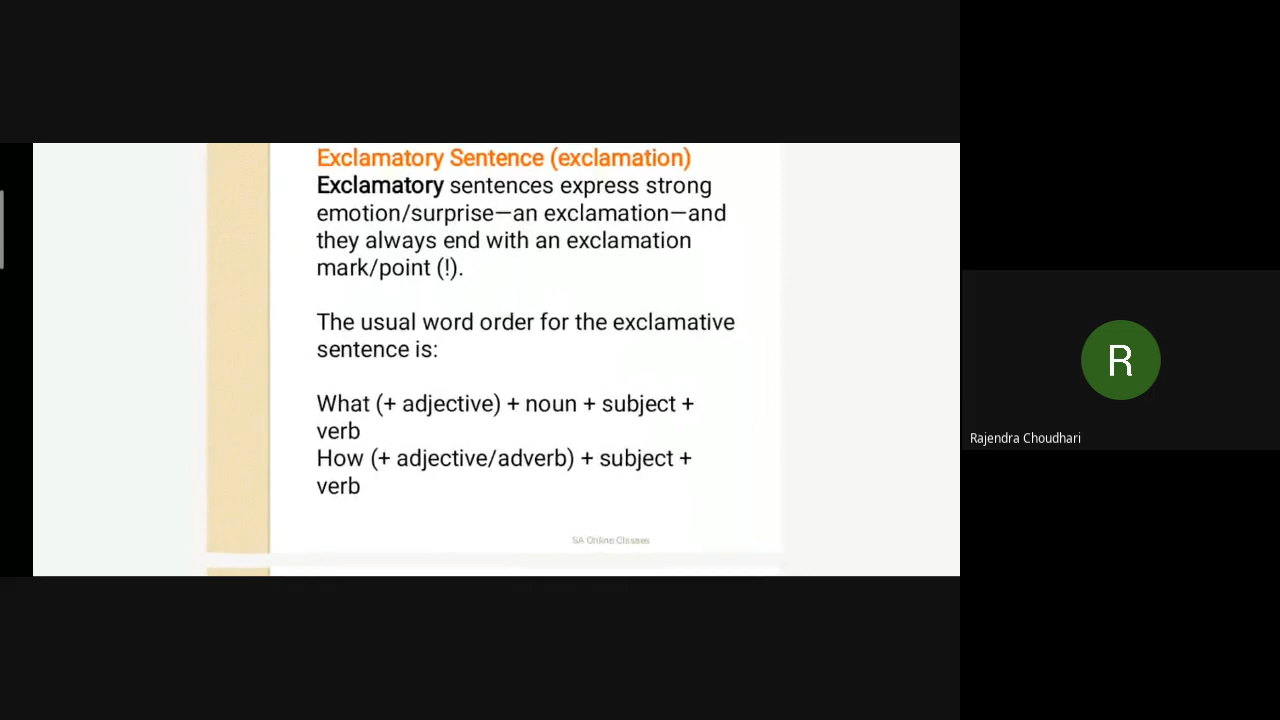 Exclamatory Sentence (exclamation)
Exclamatory sentences express strong
emotion/surprise—an exclamation—and
they always end with an exclamation
mark/point (!).
The usual word order for the exclamative
sentence is:
What (+ adjective) + noun + subject +
verb
How (+ adjective/adverb) + subject +
verb
SA Online Classes
R
Rajendra Choudhari